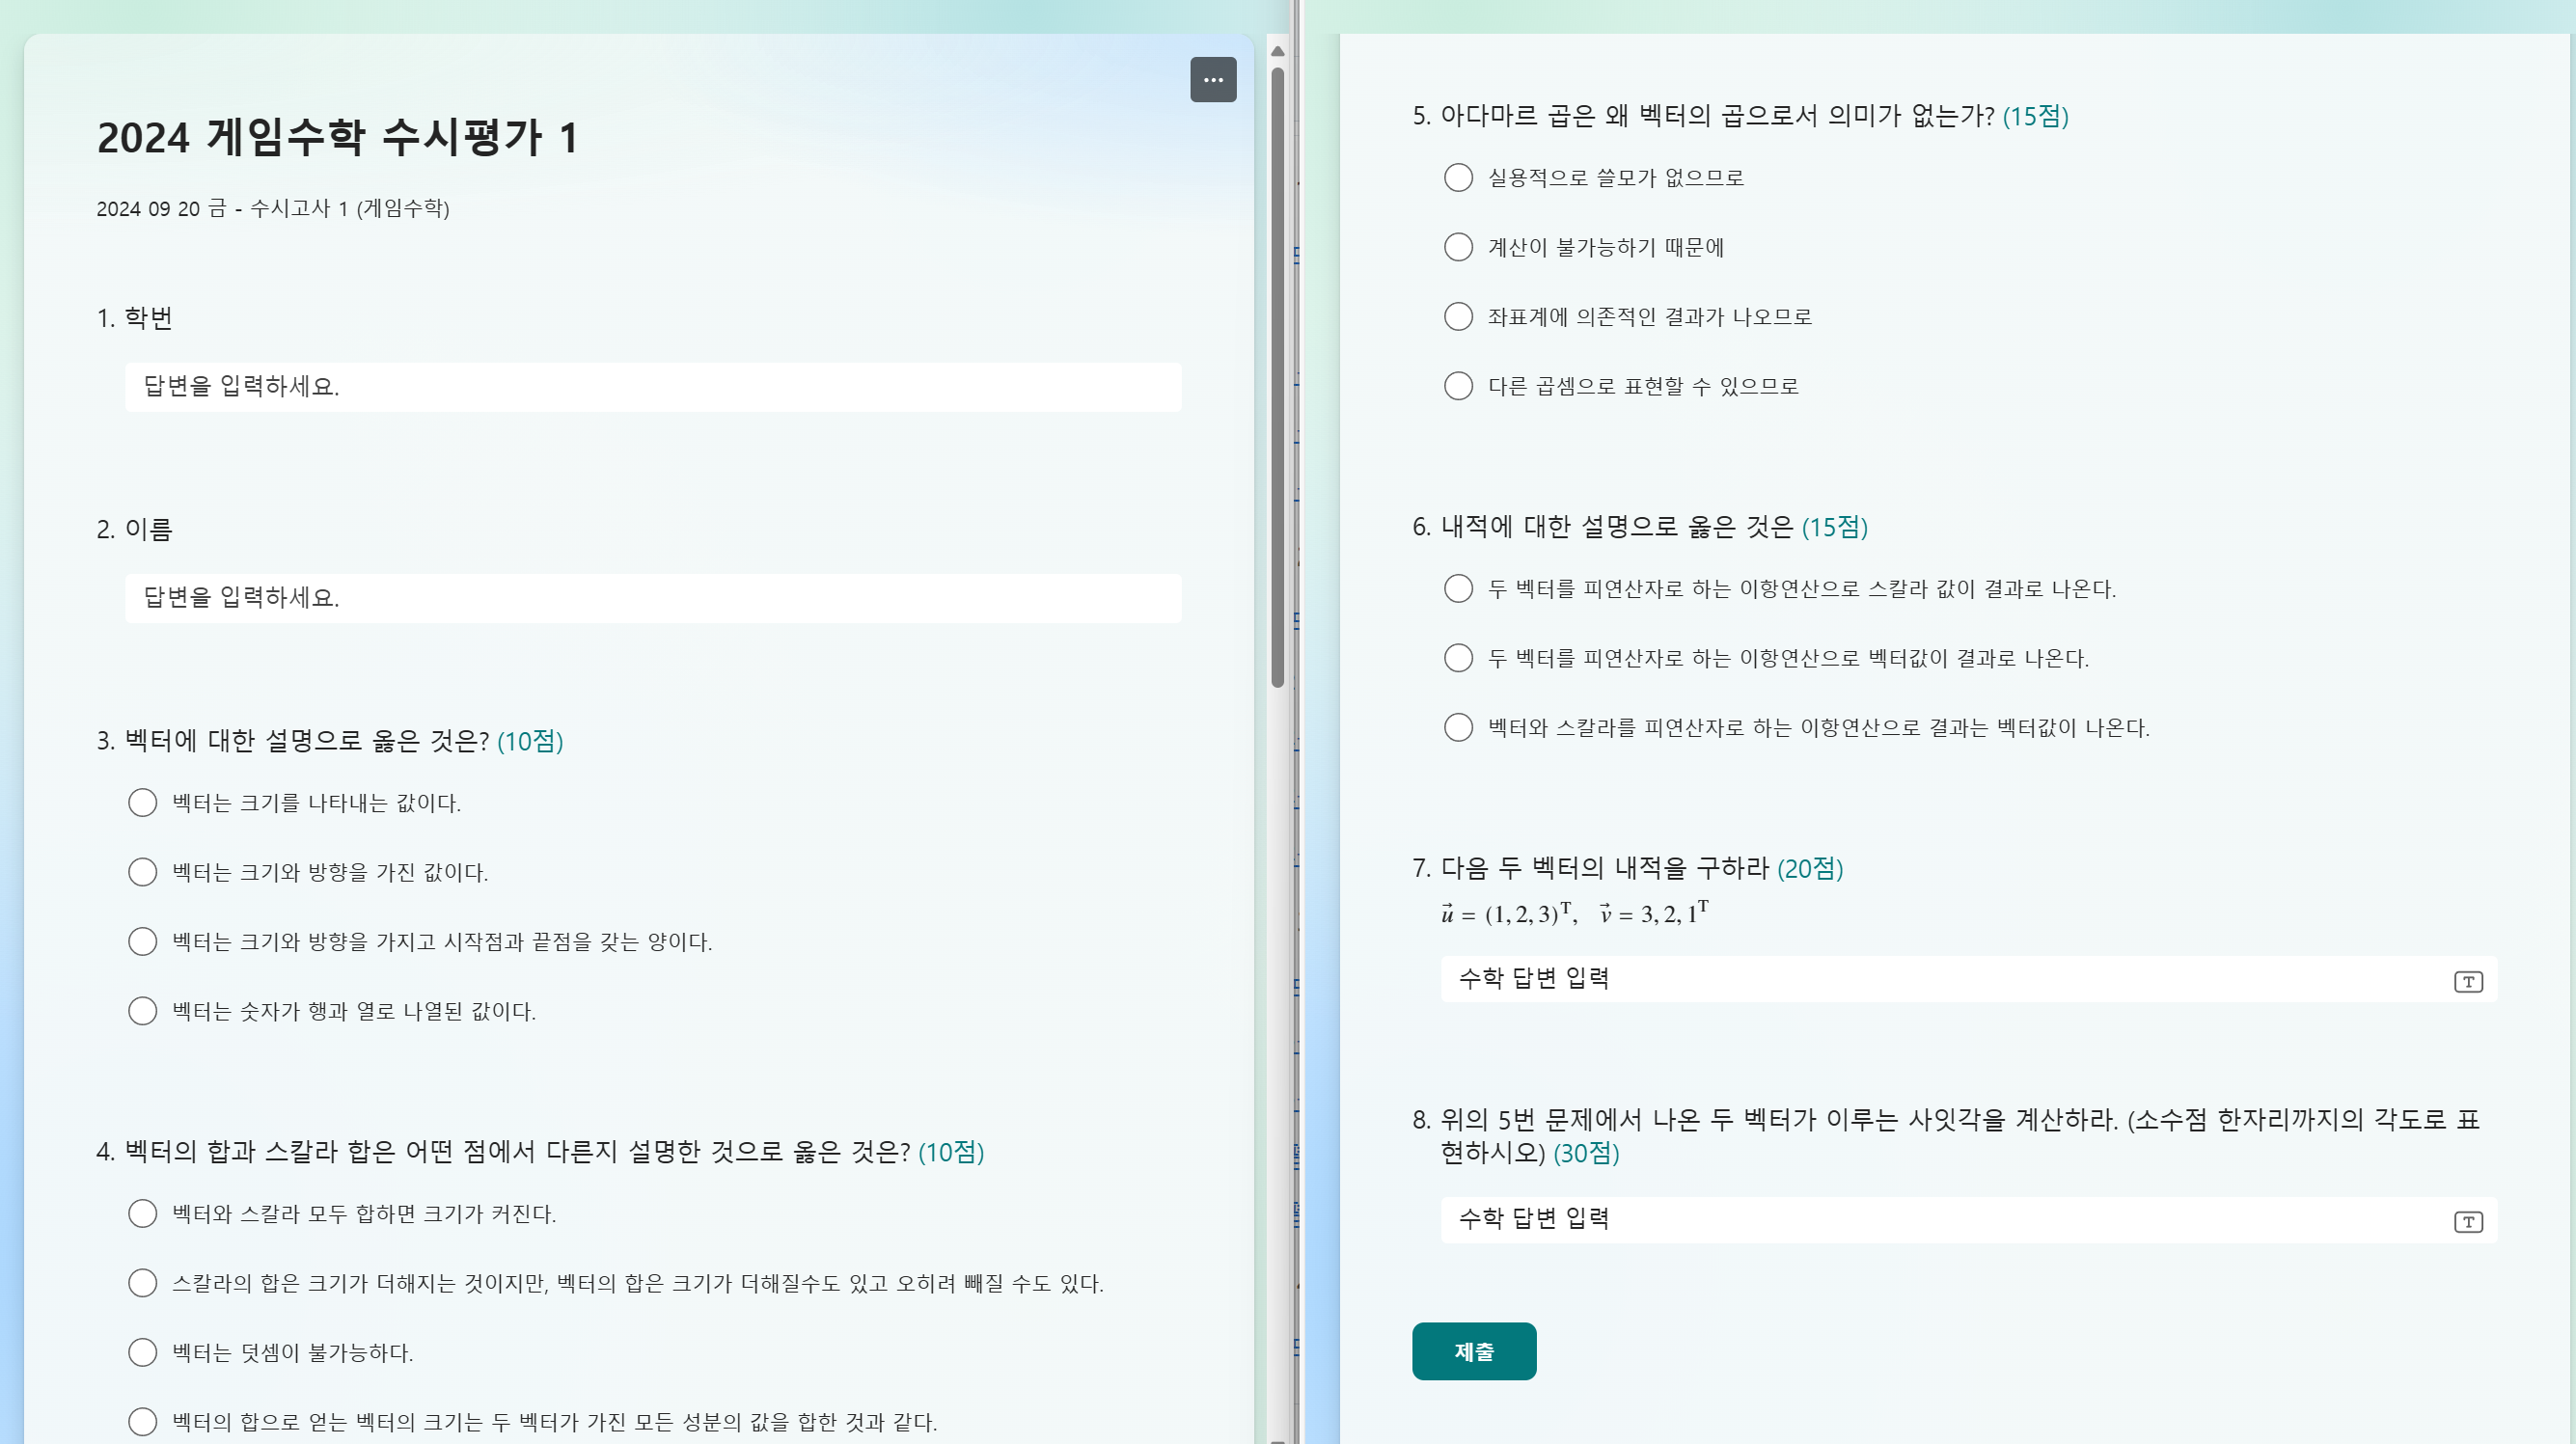 2024 게임수학 수시평가 1
2024 09 20 금 - 수시고사 1 (게임수학)
1. 학번
답변을 입력하세요.
2. 이름
답변을 입력하세요.
3. 벡터에 대한 설명으로 옳은 것은? (10점)
벡터는 크기를 나타내는 값이다.
벡터는 크기와 방향을 가진 값이다.
벡터는 크기와 방향을 가지고 시작점과 끝점을 갖는 양이다.
벡터는 숫자가 행과 열로 나열된 값이다.
4. 벡터의 합과 스칼라 합은 어떤 점에서 다른지 설명한 것으로 옳은 것은? (10점)
벡터와 스칼라 모두 합하면 크기가 커진다.
스칼라의 합은 크기가 더해지는 것이지만, 벡터의 합은 크기가 더해질수도 있고 오히려 빼질 수도 있다.
벡터는 덧셈이 불가능하다.
벡터의 합으로 얻는 벡터의 크기는 두 벡터가 가진 모든 성분의 값을 합한 것과 같다.
5. 아다마르 곱은 왜 벡터의 곱으로서 의미가 없는가? (15점)
실용적으로 쓸모가 없으므로
계산이 불가능하기 때문에
좌표계에 의존적인 결과가 나오므로
다른 곱셈으로 표현할 수 있으므로
6. 내적에 대한 설명으로 옳은 것은 (15점)
두 벡터를 피연산자로 하는 이항연산으로 스칼라 값이 결과로 나온다.
두 벡터를 피연산자로 하는 이항연산으로 벡터값이 결과로 나온다.
벡터와 스칼라를 피연산자로 하는 이항연산으로 결과는 벡터값이 나온다.
7. 다음 두 벡터의 내적을 구하라 (20점)
u⃗ = (1, 2, 3)ᵀ, v⃗ = 3, 2, 1ᵀ
수학 답변 입력
8. 위의 5번 문제에서 나온 두 벡터가 이루는 사잇각을 계산하라. (소수점 한자리까지의 각도로 표
현하시오) (30점)
수학 답변 입력
제출